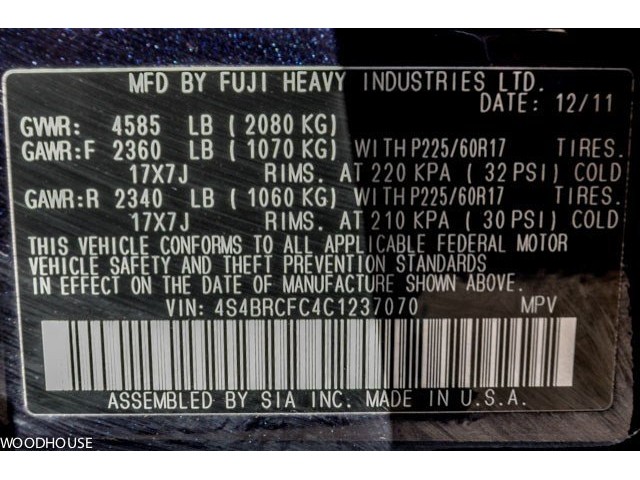 MFD BY FUJI HEAVY INDUSTRIES LTD.
DATE: 12/11
GVWR: 4585 LB ( 2080 KG)
GAWR:F 2360 LB ( 1070 KG) WITH P225/60R17 TIRES.
17X7J RIMS. AT 220 KPA ( 32 PSI) COLD
GAWR:R 2340 LB ( 1060 KG) WITH P225/60R17 TIRES.
17X7J RIMS. AT 210 KPA ( 30 PSI) COLD
THIS VEHICLE CONFORMS TO ALL APPLICABLE FEDERAL MOTOR
VEHICLE SAFETY AND THEFT PREVENTION STANDARDS
IN EFFECT ON THE DATE OF MANUFACTURE SHOWN ABOVE.
VIN: 4S4BRCFC4C1237070 MPV
ASSEMBLED BY SIA INC. MADE IN U.S.A.
WOODHOUSE